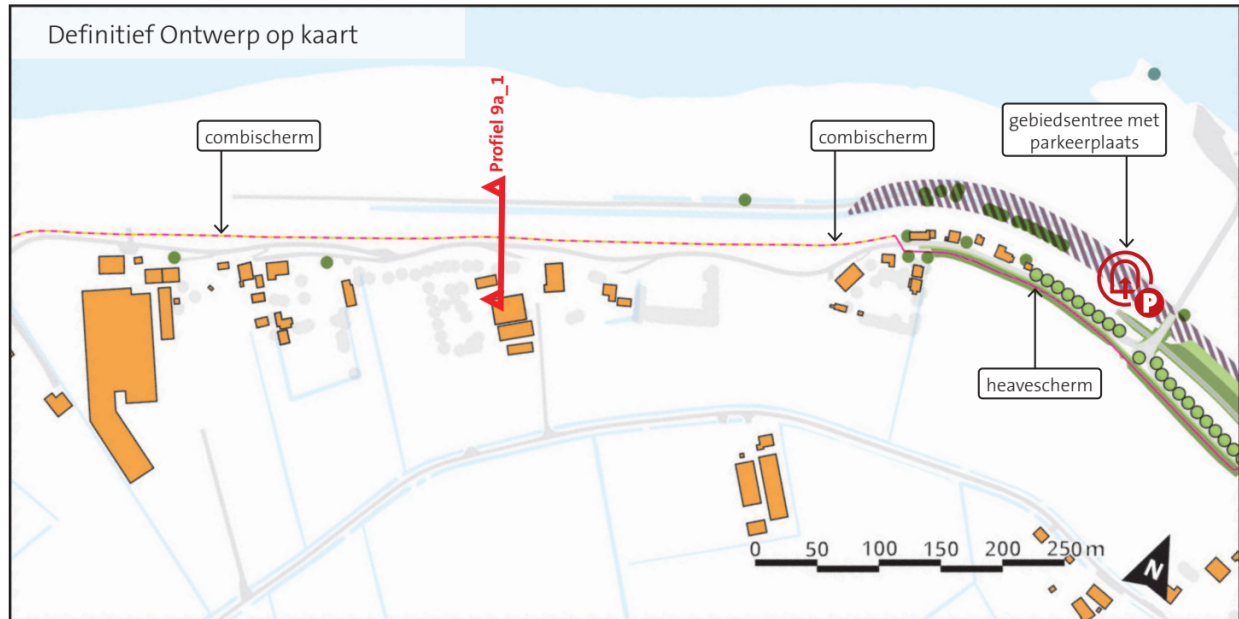 Definitief Ontwerp op kaart
Profiel 9a_1
combischerm
combischerm
gebiedsentree met
parkeerplaats
P
heavescherm
0 50 100 150 200 250 m
N